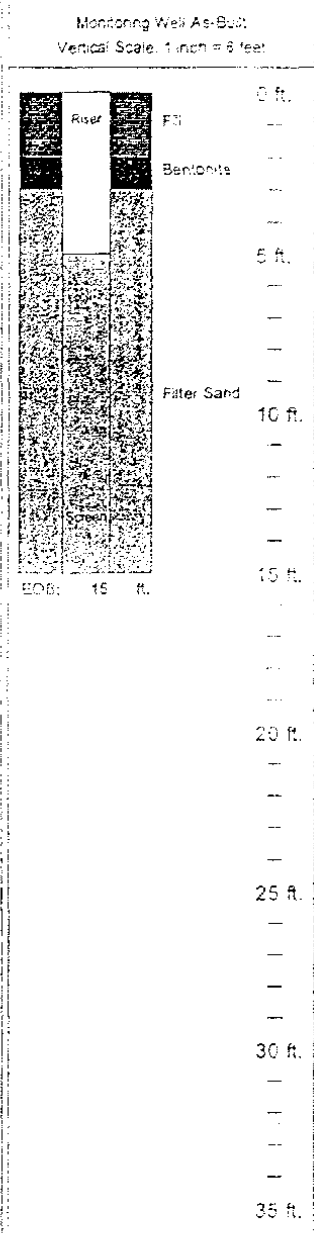 Monitoring Well As-Built
Vertical Scale: 1 inch = 6 feet
0 ft.
Riser
Fill
Bentonite
5 ft.
Filter Sand
10 ft.
EOB: 15 ft.
15 ft.
20 ft.
25 ft.
30 ft.
35 ft.